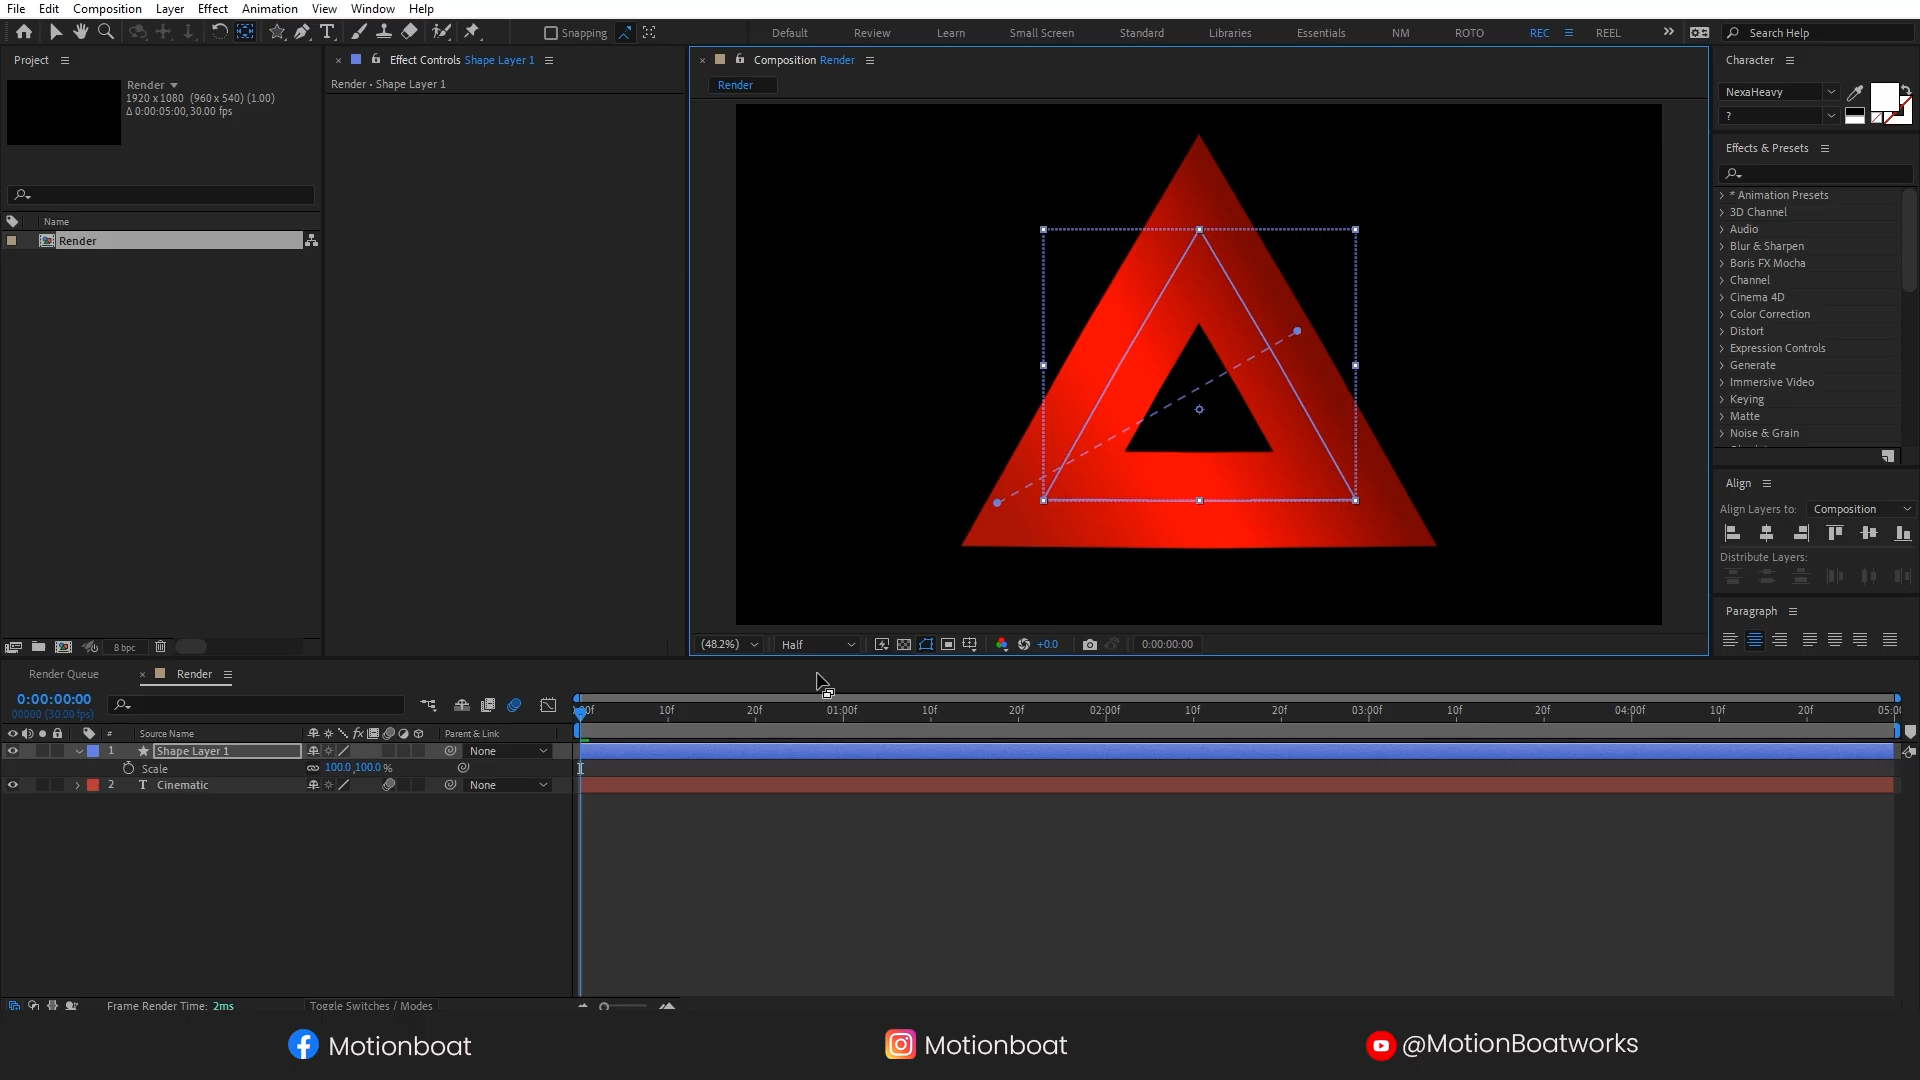 File Edit Composition Layer Effect Animation View Window Help
Snapping Default Review Learn Small Screen Standard Libraries Essentials NM ROTO REC REEL Search Help
Project
Render
1920 x 1080 (960 x 540) (1.00)
Δ 0:00:05:00, 30.00 fps
Name
Render
8 bpc
Effect Controls Shape Layer 1
Render • Shape Layer 1
Composition Render
Render
(48.2%) Half +0.0 0:00:00:00
Character
NexaHeavy
?
Effects & Presets
* Animation Presets
3D Channel
Audio
Blur & Sharpen
Boris FX Mocha
Channel
Cinema 4D
Color Correction
Distort
Expression Controls
Generate
Immersive Video
Keying
Matte
Noise & Grain
Align
Align Layers to: Composition
Distribute Layers:
Paragraph
Render Queue Render
0:00:00:00
00000 (30.00 fps)
10f 20f 01:00f 10f 20f 02:00f 10f 20f 03:00f 10f 20f 04:00f 10f 20f
# Source Name Parent & Link
1 Shape Layer 1 None
Scale 100.0,100.0%
2 T Cinematic None
Frame Render Time: 2ms Toggle Switches / Modes
Motionboat Motionboat @MotionBoatworks